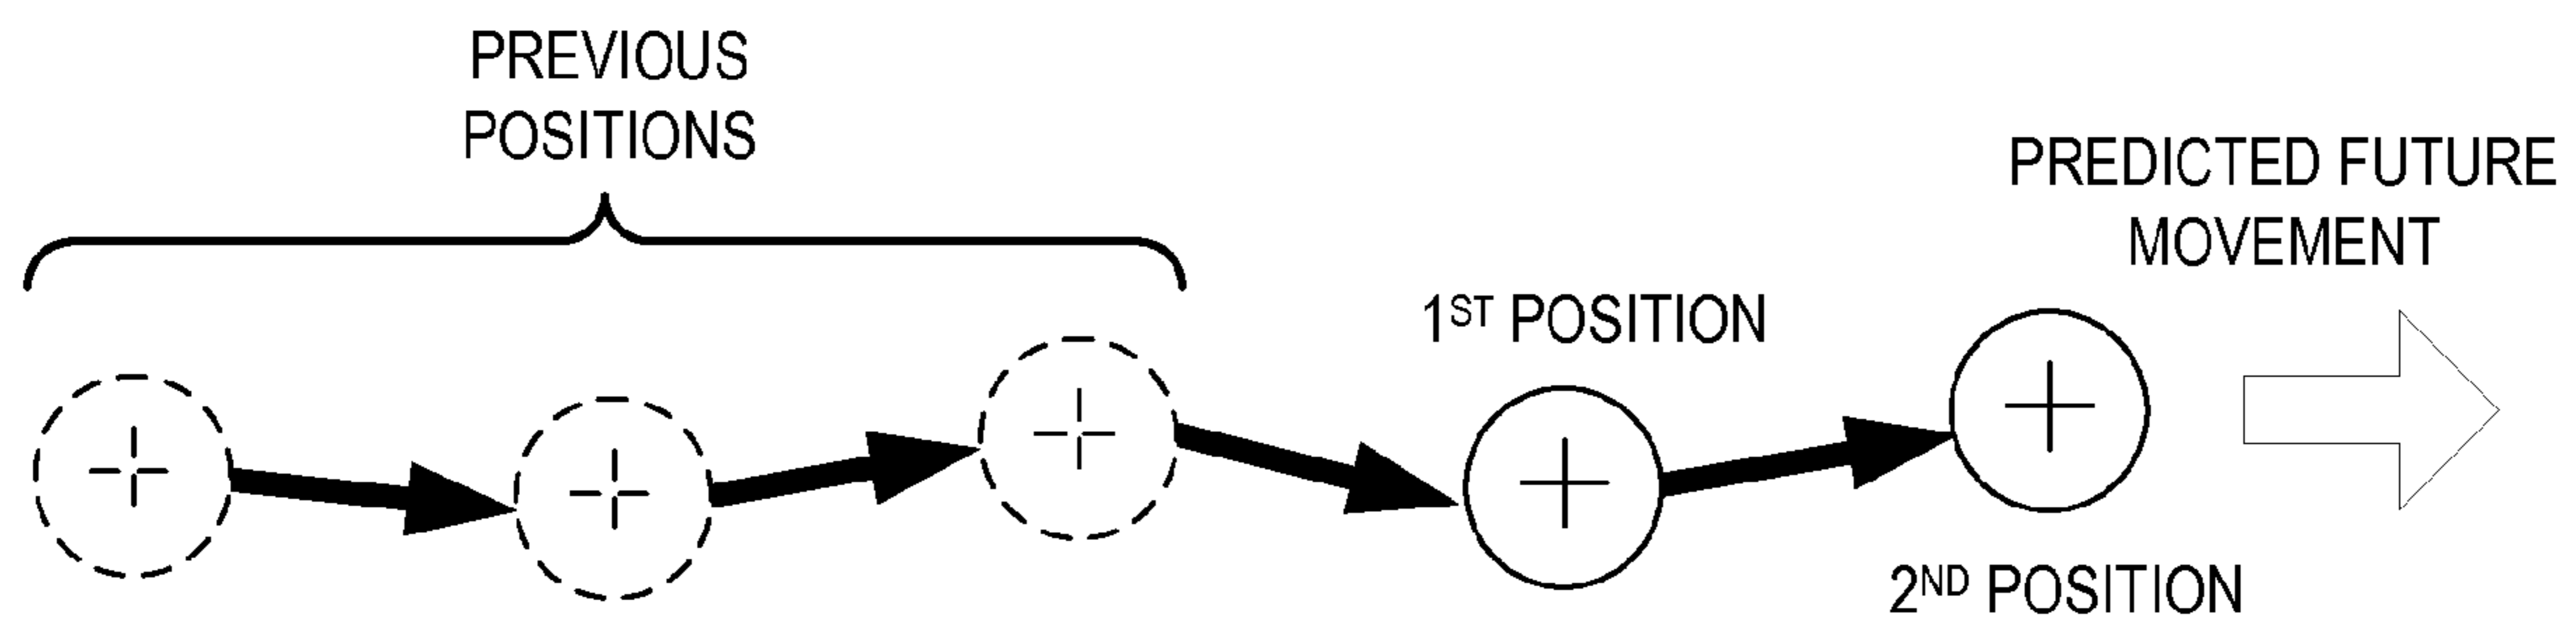 PREVIOUS
POSITIONS
PREDICTED FUTURE
MOVEMENT
1ST POSITION
2ND POSITION